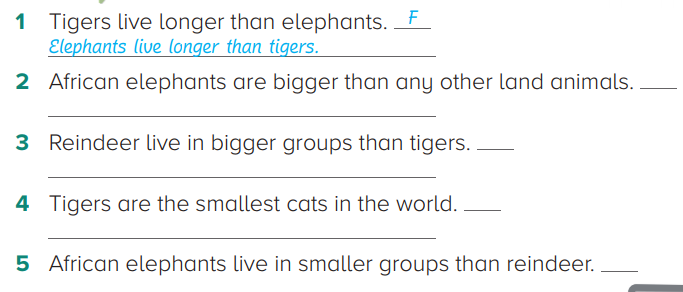 1 Tigers live longer than elephants. F
Elephants live longer than tigers.
2 African elephants are bigger than any other land animals.
3 Reindeer live in bigger groups than tigers.
4 Tigers are the smallest cats in the world.
5 African elephants live in smaller groups than reindeer.